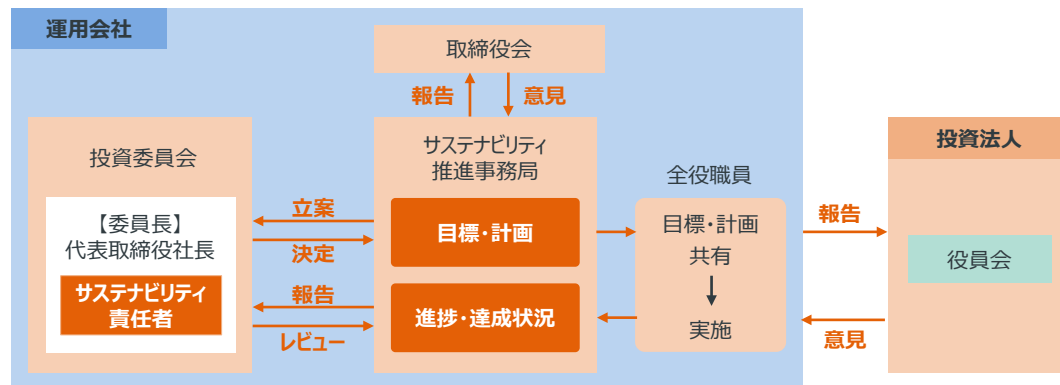 運用会社
取締役会
報告
意見
投資委員会
【委員長】
代表取締役社長
サステナビリティ
責任者
立案
決定
報告
レビュー
サステナビリティ
推進事務局
目標・計画
進捗・達成状況
全役職員
目標・計画
共有
実施
報告
意見
投資法人
役員会